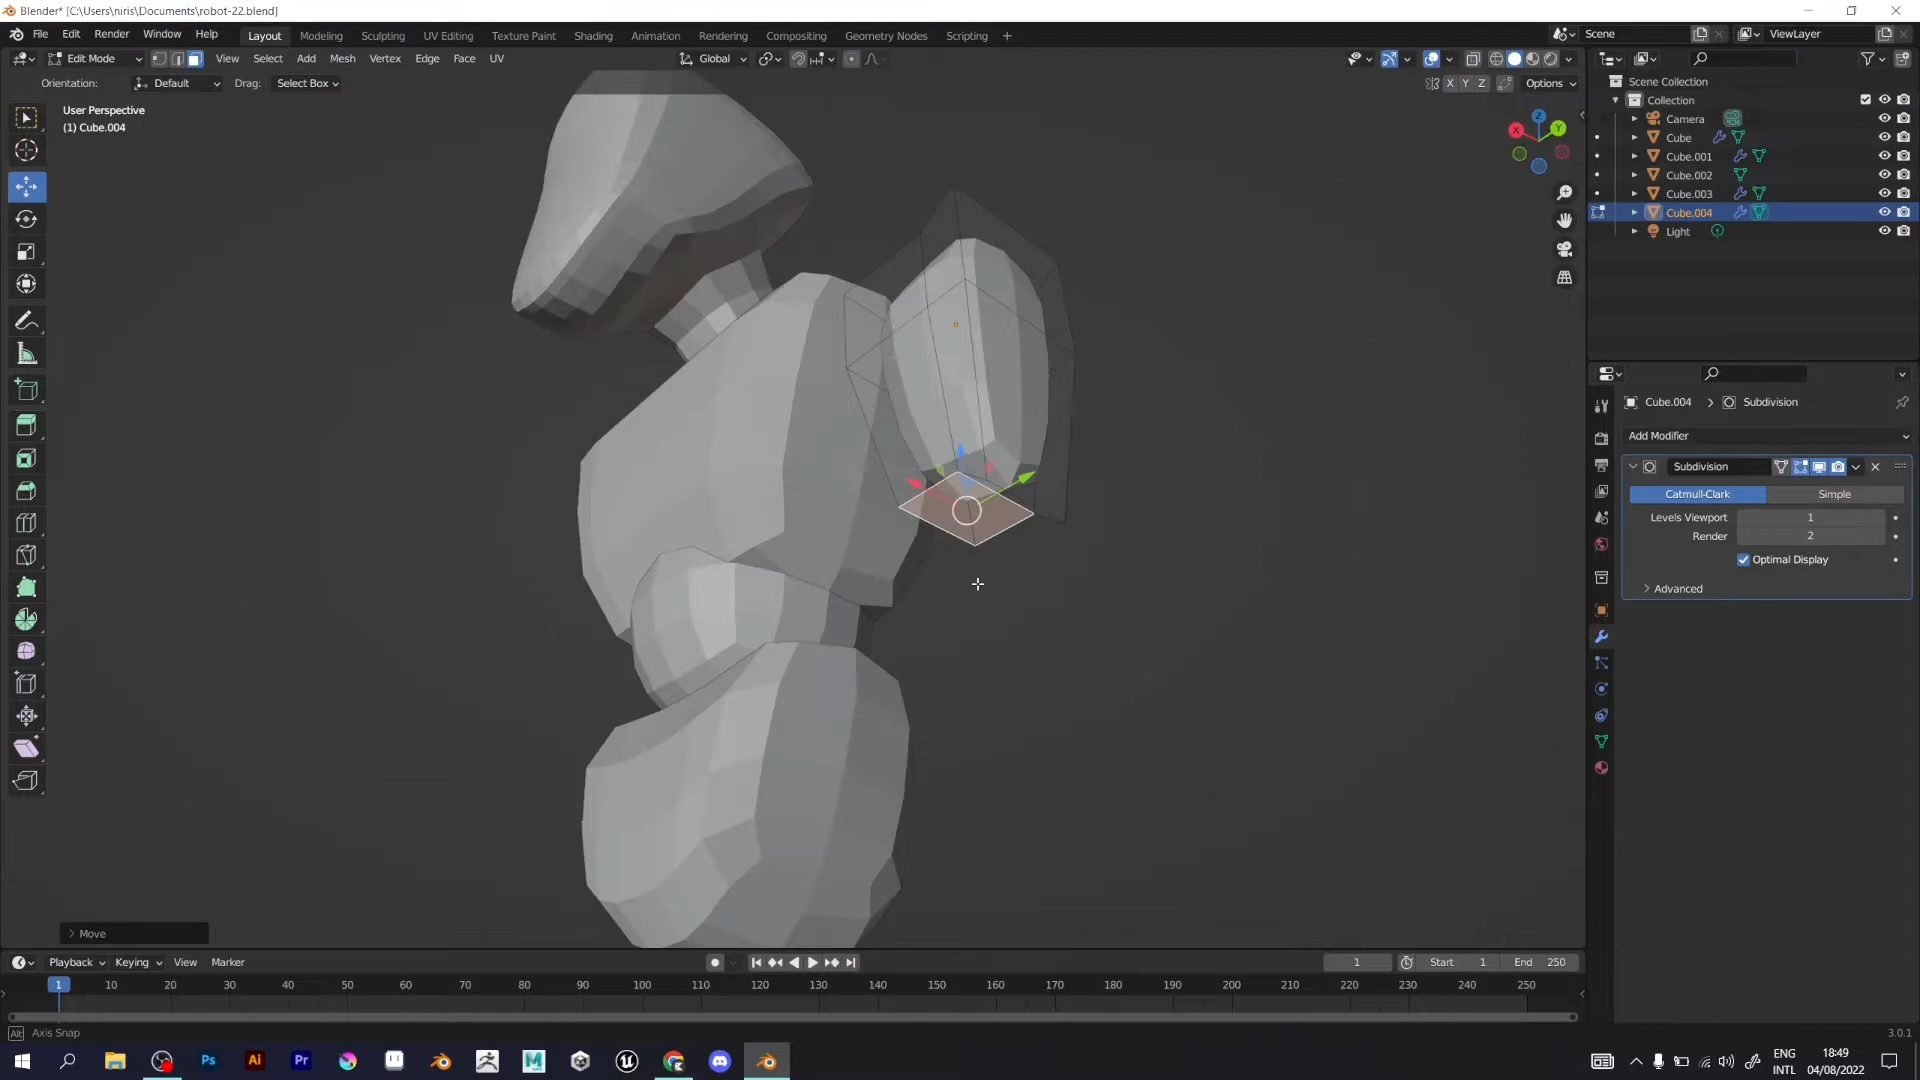 Blender* [C:\Users\niris\Documents\robot-22.blend]
File Edit Render Window Help Layout Modeling Sculpting UV Editing Texture Paint Shading Animation Rendering Compositing Geometry Nodes Scripting + Scene ViewLayer
Edit Mode View Select Add Mesh Vertex Edge Face UV Global
Orientation: Default Drag: Select Box X Y Z Options
User Perspective
(1) Cube.004
Z
X Y
Scene Collection
Collection
Camera
Cube
Cube.001
Cube.002
Cube.003
Cube.004
Light
Cube.004 > Subdivision
Add Modifier
Subdivision
Catmull-Clark Simple
Levels Viewport 1
Render 2
Optimal Display
> Advanced
> Move
Playback Keying View Marker 1 Start 1 End 250
1 10 20 30 40 50 60 70 80 90 100 110 120 130 140 150 160 170 180 190 200 210 220 230 240 250
Alt Axis Snap 3.0.1
Ps Ai Pr
ENG 18:49
INTL 04/08/2022